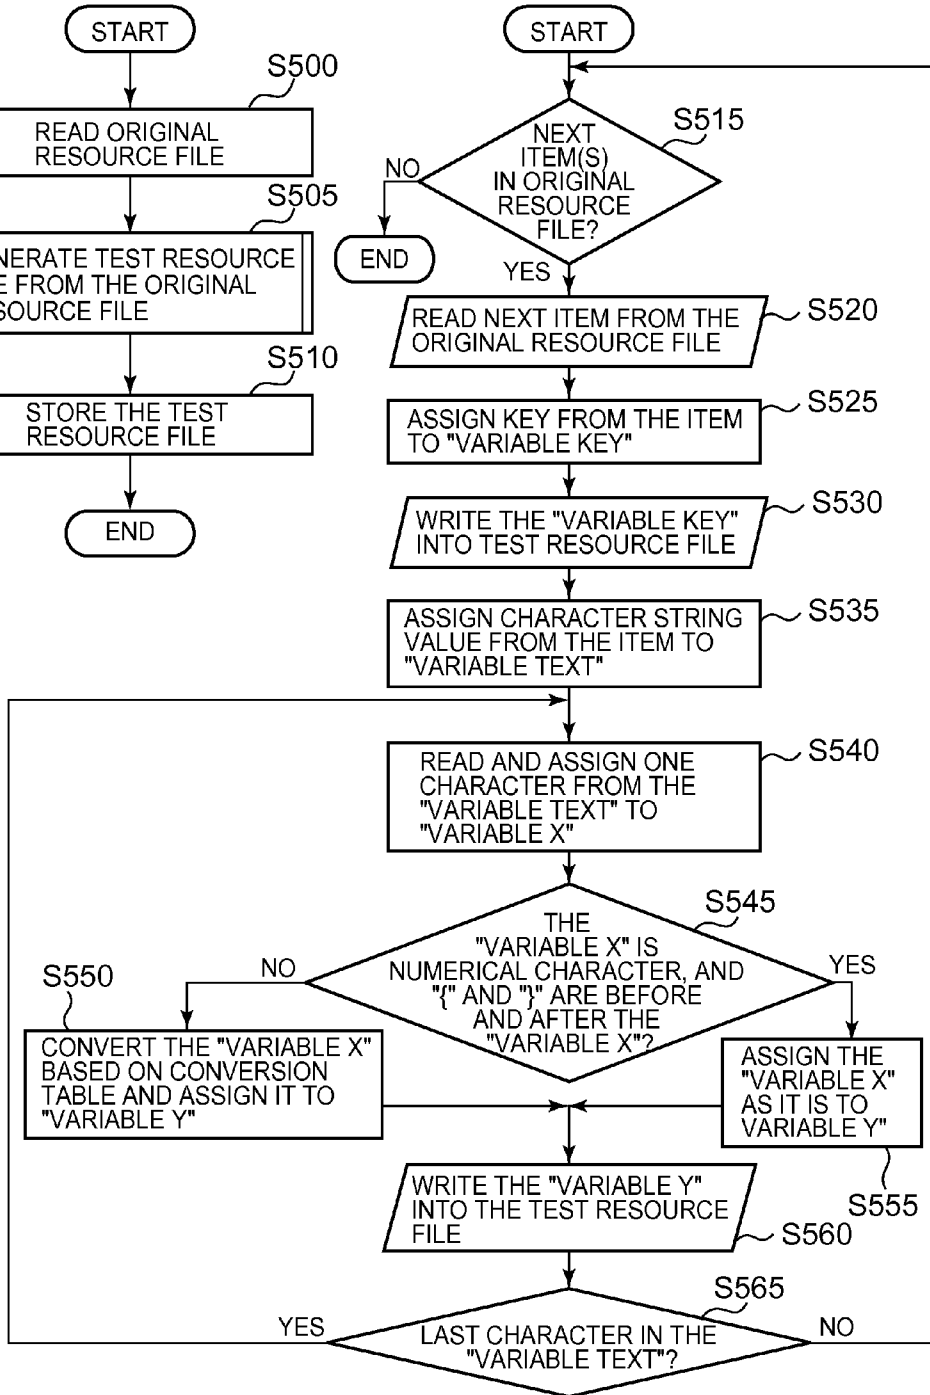 START
S500
READ ORIGINAL
RESOURCE FILE
S505
NERATE TEST RESOURCE
E FROM THE ORIGINAL
SOURCE FILE
S510
STORE THE TEST
RESOURCE FILE
END
START
S515
NEXT
ITEM(S)
IN ORIGINAL
RESOURCE
FILE?
NO
END
YES
S520
READ NEXT ITEM FROM THE
ORIGINAL RESOURCE FILE
S525
ASSIGN KEY FROM THE ITEM
TO "VARIABLE KEY"
S530
WRITE THE "VARIABLE KEY"
INTO TEST RESOURCE FILE
S535
ASSIGN CHARACTER STRING
VALUE FROM THE ITEM TO
"VARIABLE TEXT"
S540
READ AND ASSIGN ONE
CHARACTER FROM THE
"VARIABLE TEXT" TO
"VARIABLE X"
S545
THE
"VARIABLE X" IS
NUMERICAL CHARACTER, AND
"{" AND "}" ARE BEFORE
AND AFTER THE
"VARIABLE X"?
NO
YES
S550
CONVERT THE "VARIABLE X"
BASED ON CONVERSION
TABLE AND ASSIGN IT TO
"VARIABLE Y"
ASSIGN THE
"VARIABLE X"
AS IT IS TO
VARIABLE Y"
S555
WRITE THE "VARIABLE Y"
INTO THE TEST RESOURCE
FILE
S560
S565
YES
LAST CHARACTER IN THE
"VARIABLE TEXT"?
NO